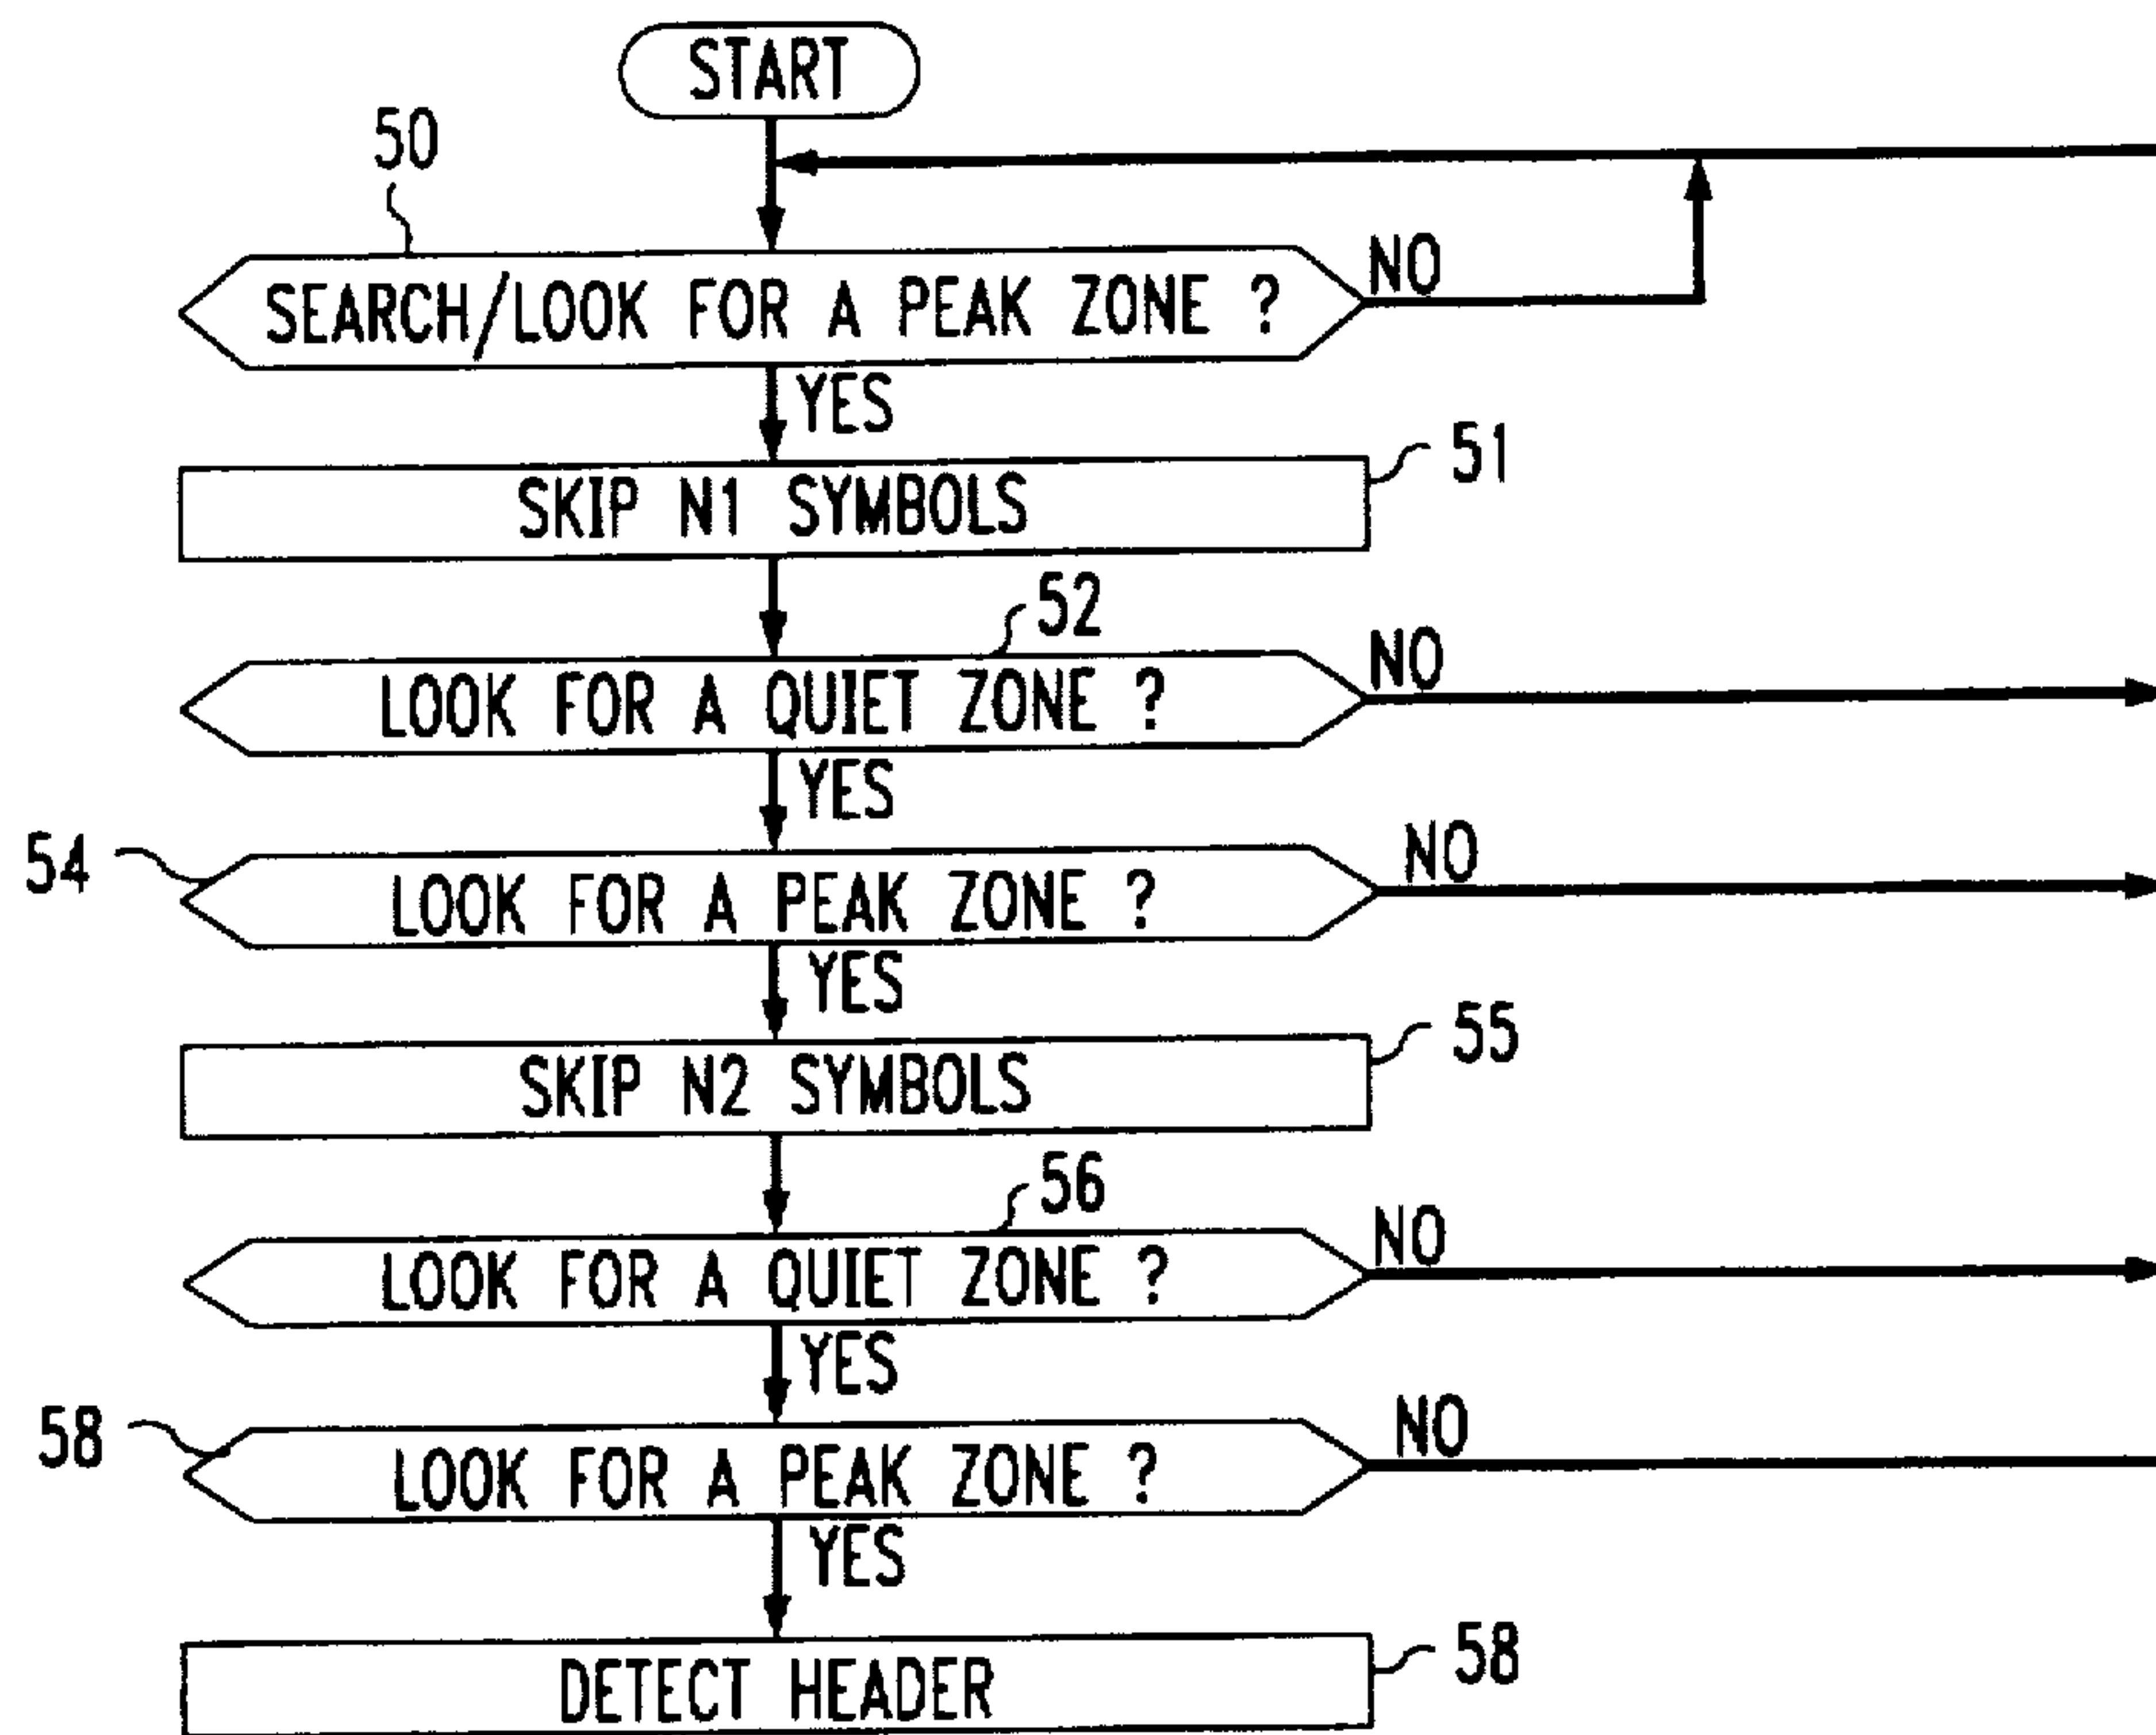 START
50
SEARCH/LOOK FOR A PEAK ZONE ?
NO
YES
51
SKIP N1 SYMBOLS
52
LOOK FOR A QUIET ZONE ?
NO
YES
54
LOOK FOR A PEAK ZONE ?
NO
YES
55
SKIP N2 SYMBOLS
56
LOOK FOR A QUIET ZONE ?
NO
YES
58
LOOK FOR A PEAK ZONE ?
NO
YES
58
DETECT HEADER